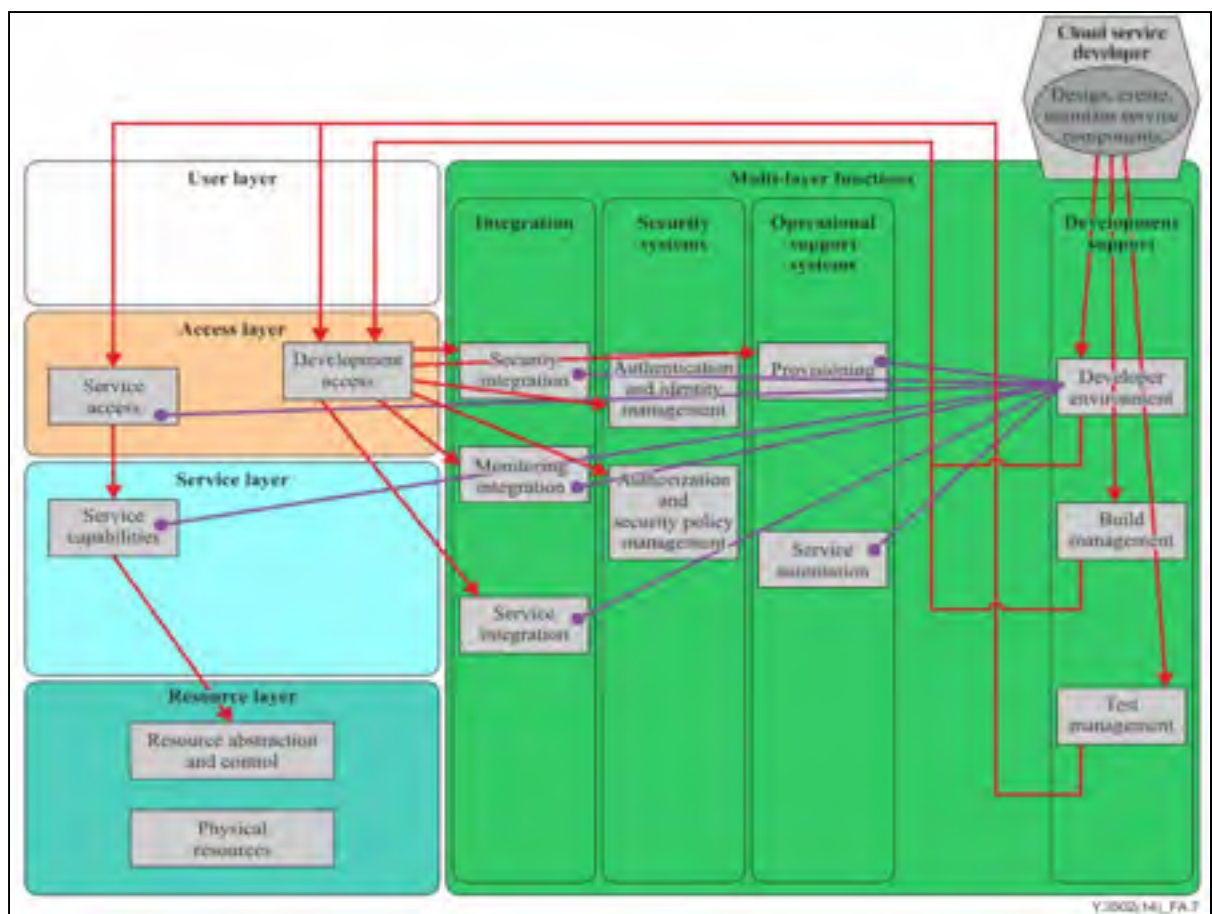 Cloud service
developer
Design, create,
maintain service
components
User layer
Multi-layer functions
Integration
Security
systems
Operational
support
systems
Development
support
Access layer
Service
access
Development
access
Security
integration
Authentication
and identity
management
Provisioning
Developer
environment
Service layer
Service
capabilities
Monitoring
integration
Authorization
and
security policy
management
Service
automation
Build
management
Service
integration
Resource layer
Resource abstraction
and control
Physical
resources
Test
management
Y.3502(14)_FA.7